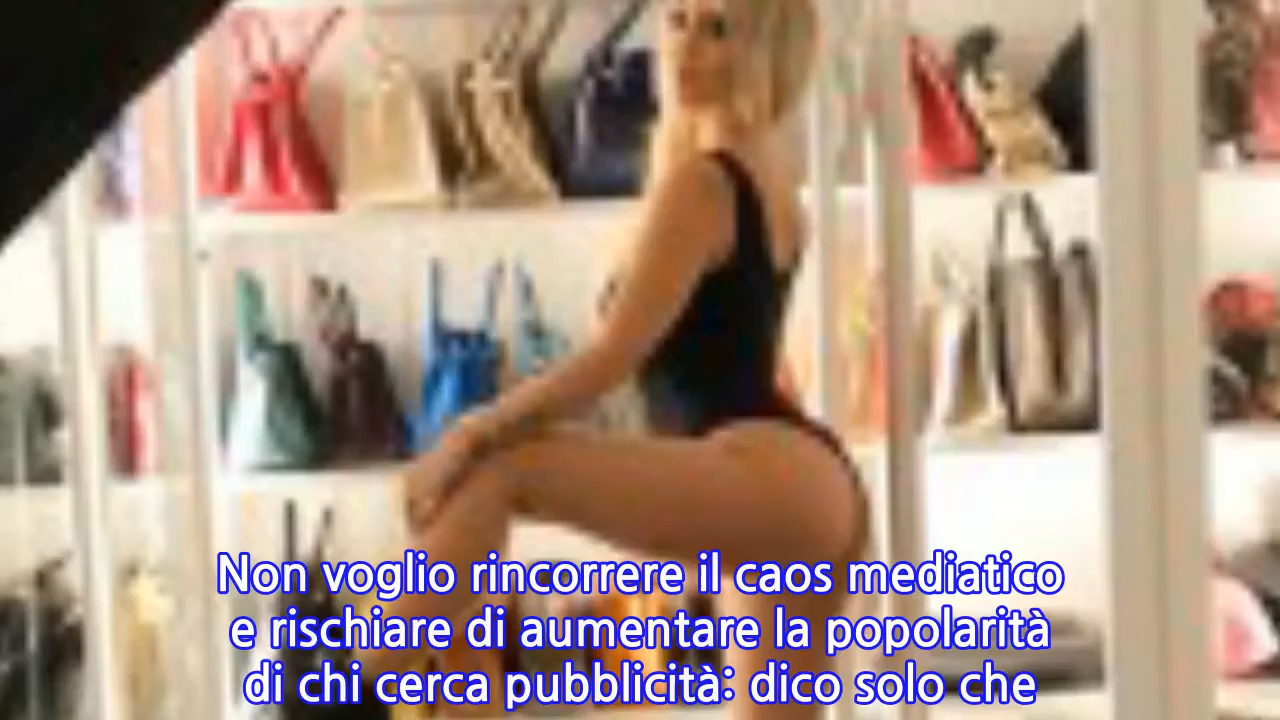 Non voglio rincorrere il caos mediatico
e rischiare di aumentare la popolarità
di chi cerca pubblicità: dico solo che